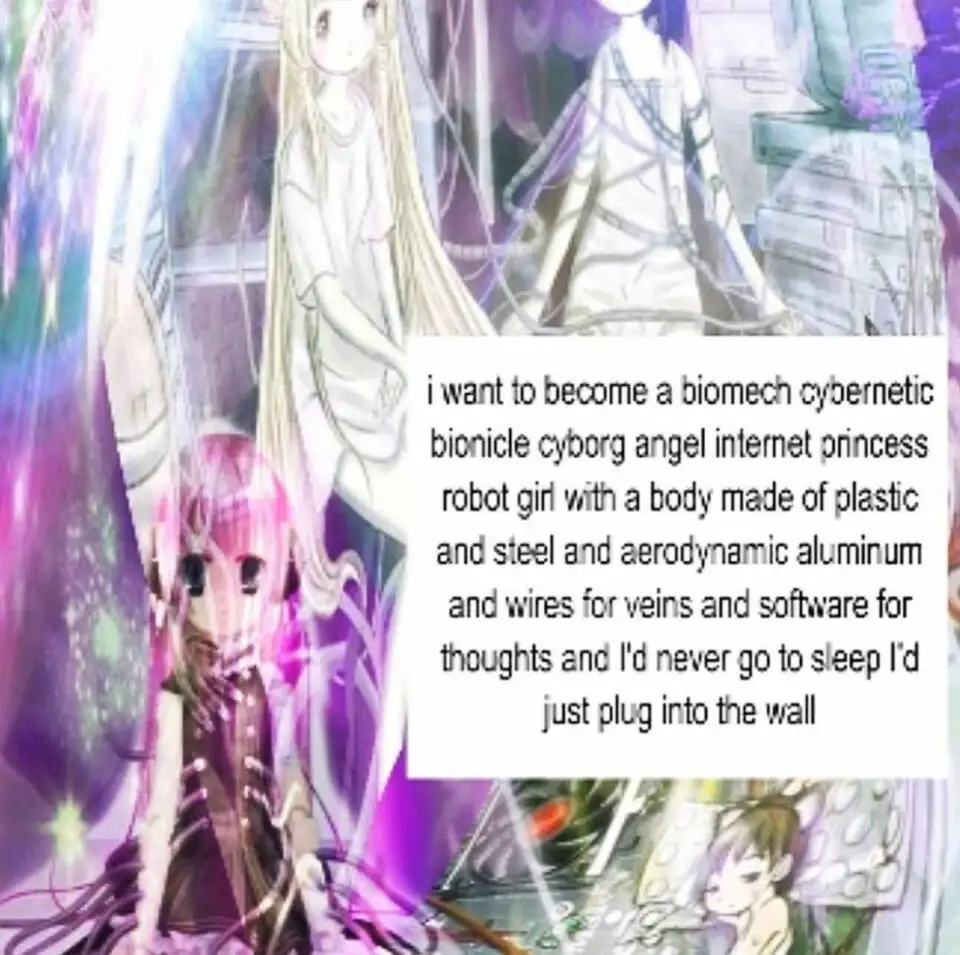 i want to become a biomech cybernetic
bionicle cyborg angel internet princess
robot girl with a body made of plastic
and steel and aerodynamic aluminum
and wires for veins and software for
thoughts and I'd never go to sleep I'd
just plug into the wall